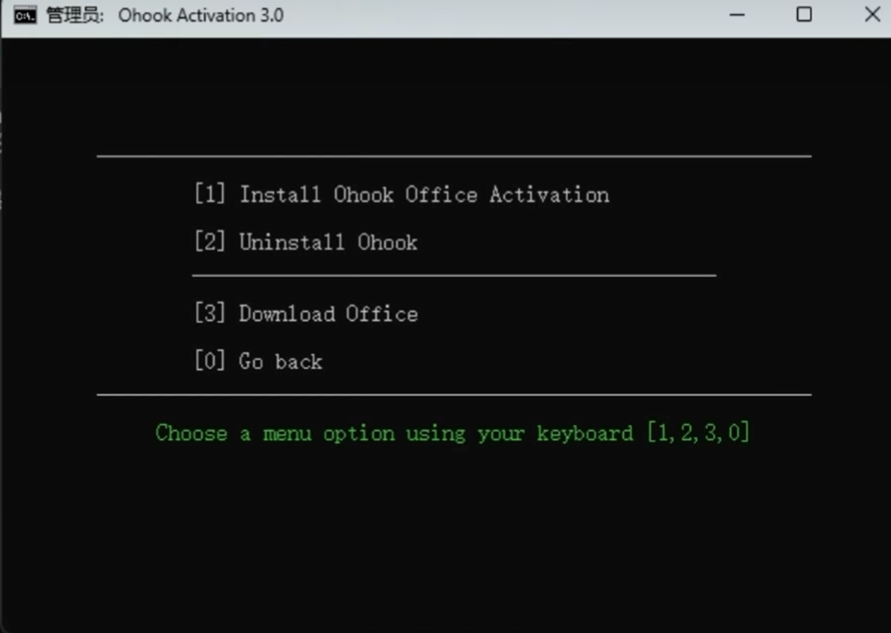 管理员: Ohook Activation 3.0
[1] Install Ohook Office Activation
[2] Uninstall Ohook
[3] Download Office
[0] Go back
Choose a menu option using your keyboard [1,2,3,0]